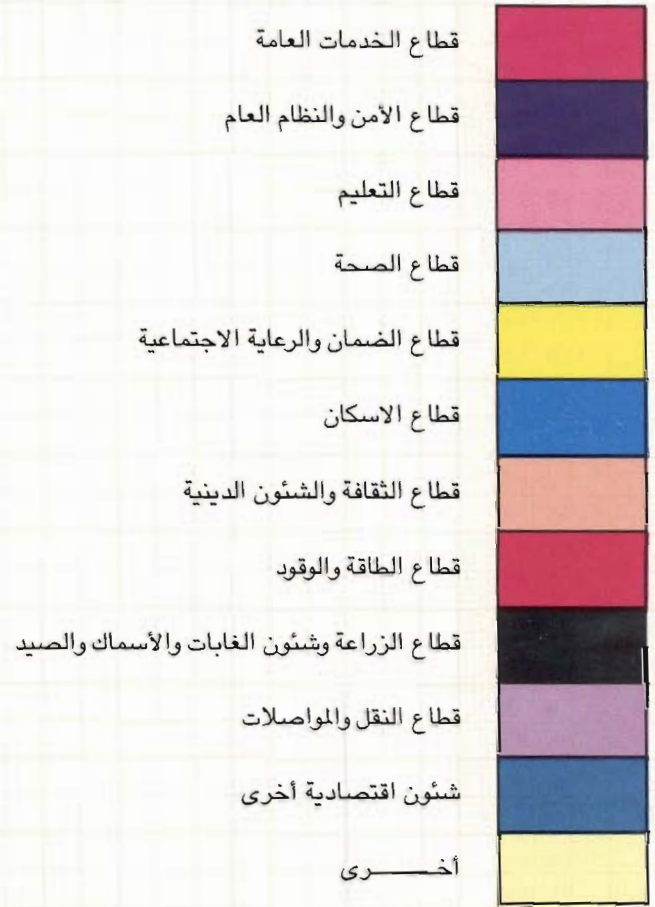 قطاع الخدمات العامة
قطاع الأمن والنظام العام
قطاع التعليم
قطاع الصحة
قطاع الضمان والرعاية الاجتماعية
قطاع الاسكان
قطاع الثقافة والشئون الدينية
قطاع الطاقة والوقود
قطاع الزراعة وشئون الغابات والأسماك والصيد
قطاع النقل والمواصلات
شئون اقتصادية أخرى
أخـــــرى